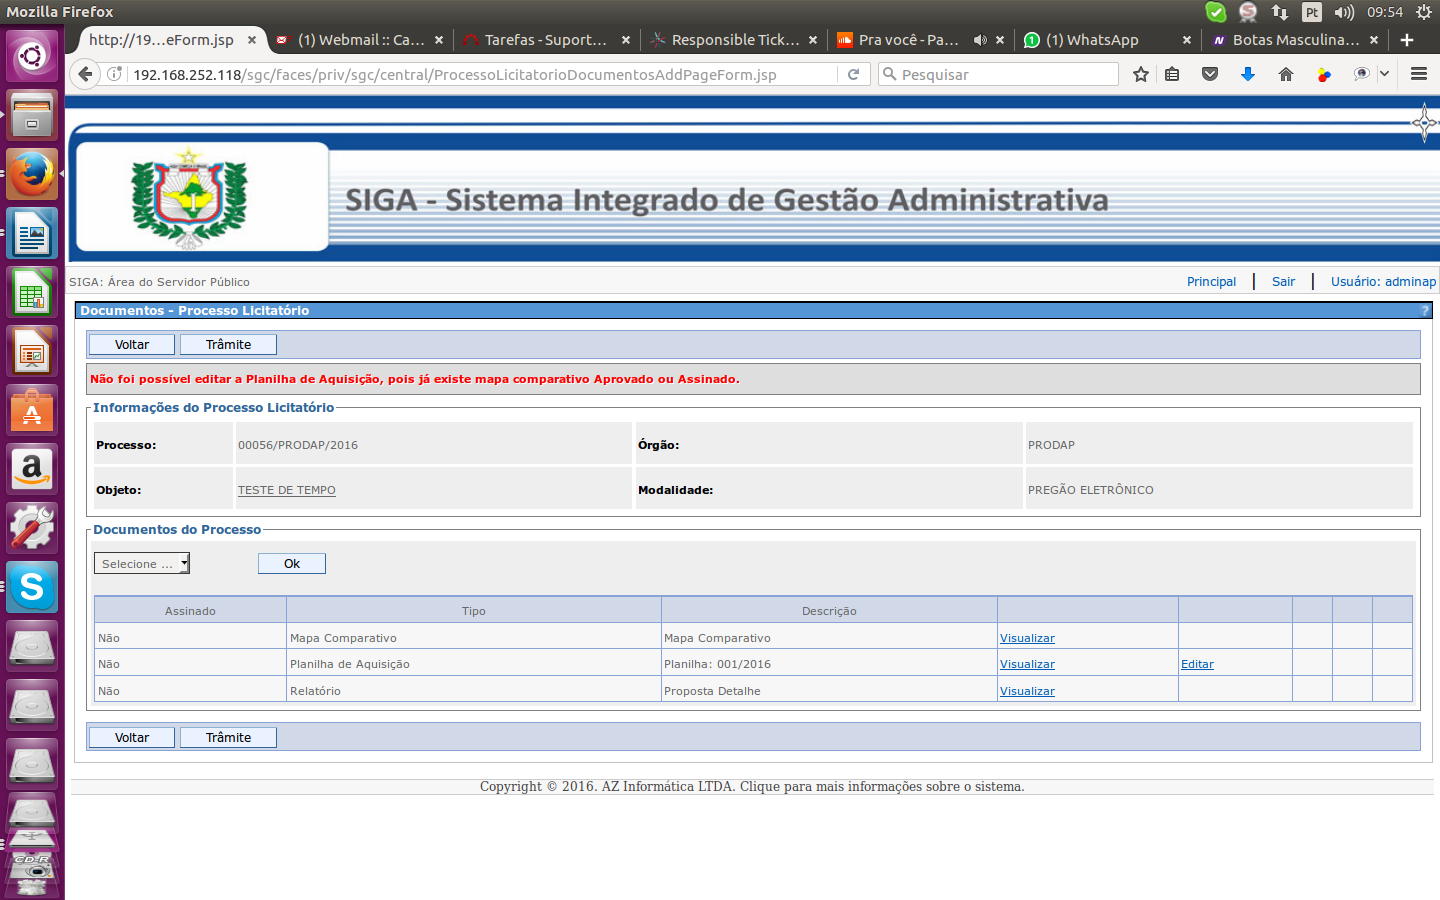 Mozilla Firefox
Pt
09:54
http://19...eForm.jsp
(1) Webmail :: Ca...
Tarefas - Suport...
Responsible Tick...
Pra você - Pa...
(1) WhatsApp
Botas Masculina...
192.168.252.118/sgc/faces/priv/sgc/central/ProcessoLicitatorioDocumentosAddPageForm.jsp
Pesquisar
SIGA - Sistema Integrado de Gestão Administrativa
SIGA: Área do Servidor Público
Principal
Sair
Usuário: adminap
Documentos - Processo Licitatório
?
Voltar
Trâmite
Não foi possível editar a Planilha de Aquisição, pois já existe mapa comparativo Aprovado ou Assinado.
Informações do Processo Licitatório
Processo: 00056/PRODAP/2016 Órgão: PRODAP
Objeto: TESTE DE TEMPO Modalidade: PREGÃO ELETRÔNICO
Documentos do Processo
Selecione ...
Ok
Assinado Tipo Descrição
Não Mapa Comparativo Mapa Comparativo Visualizar
Não Planilha de Aquisição Planilha: 001/2016 Visualizar Editar
Não Relatório Proposta Detalhe Visualizar
Voltar
Trâmite
Copyright © 2016. AZ Informática LTDA. Clique para mais informações sobre o sistema.
CD-R